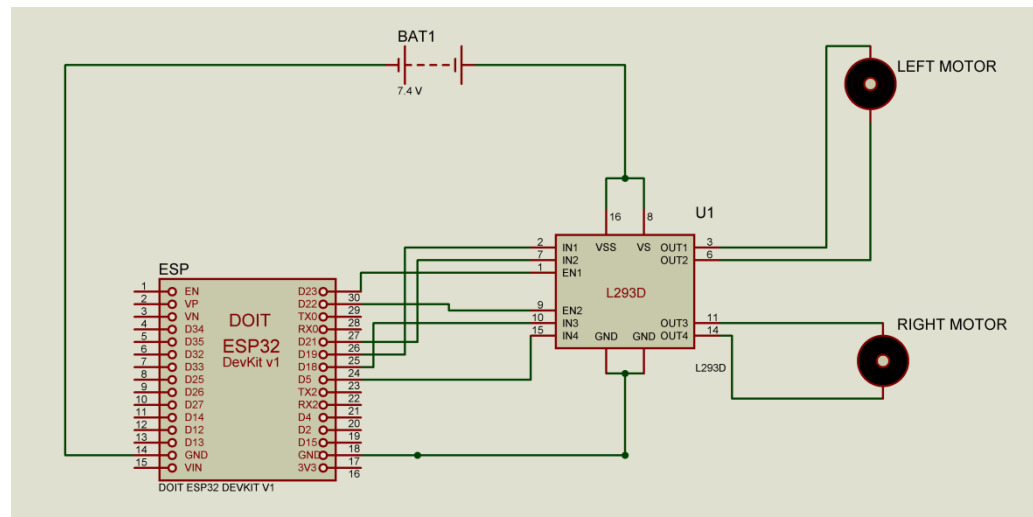 BAT1
7.4 V
LEFT MOTOR
16 8 U1
2 IN1 VSS VS OUT1 3
7 IN2 OUT2 6
1 EN1
L293D
9 EN2
10 IN3 OUT3 11
15 IN4 GND GND OUT4 14
L293D
RIGHT MOTOR
ESP
DOIT
ESP32
DevKit v1
1 EN D23 30
2 VP D22 29
3 VN TX0 28
4 D34 RX0 27
5 D35 D21 26
6 D32 D19 25
7 D33 D18 24
8 D25 D5 23
9 D26 TX2 22
10 D27 RX2 21
11 D14 D4 20
12 D12 D2 19
13 D13 D15 18
14 GND GND 17
15 VIN 3V3 16
DOIT ESP32 DEVKIT V1